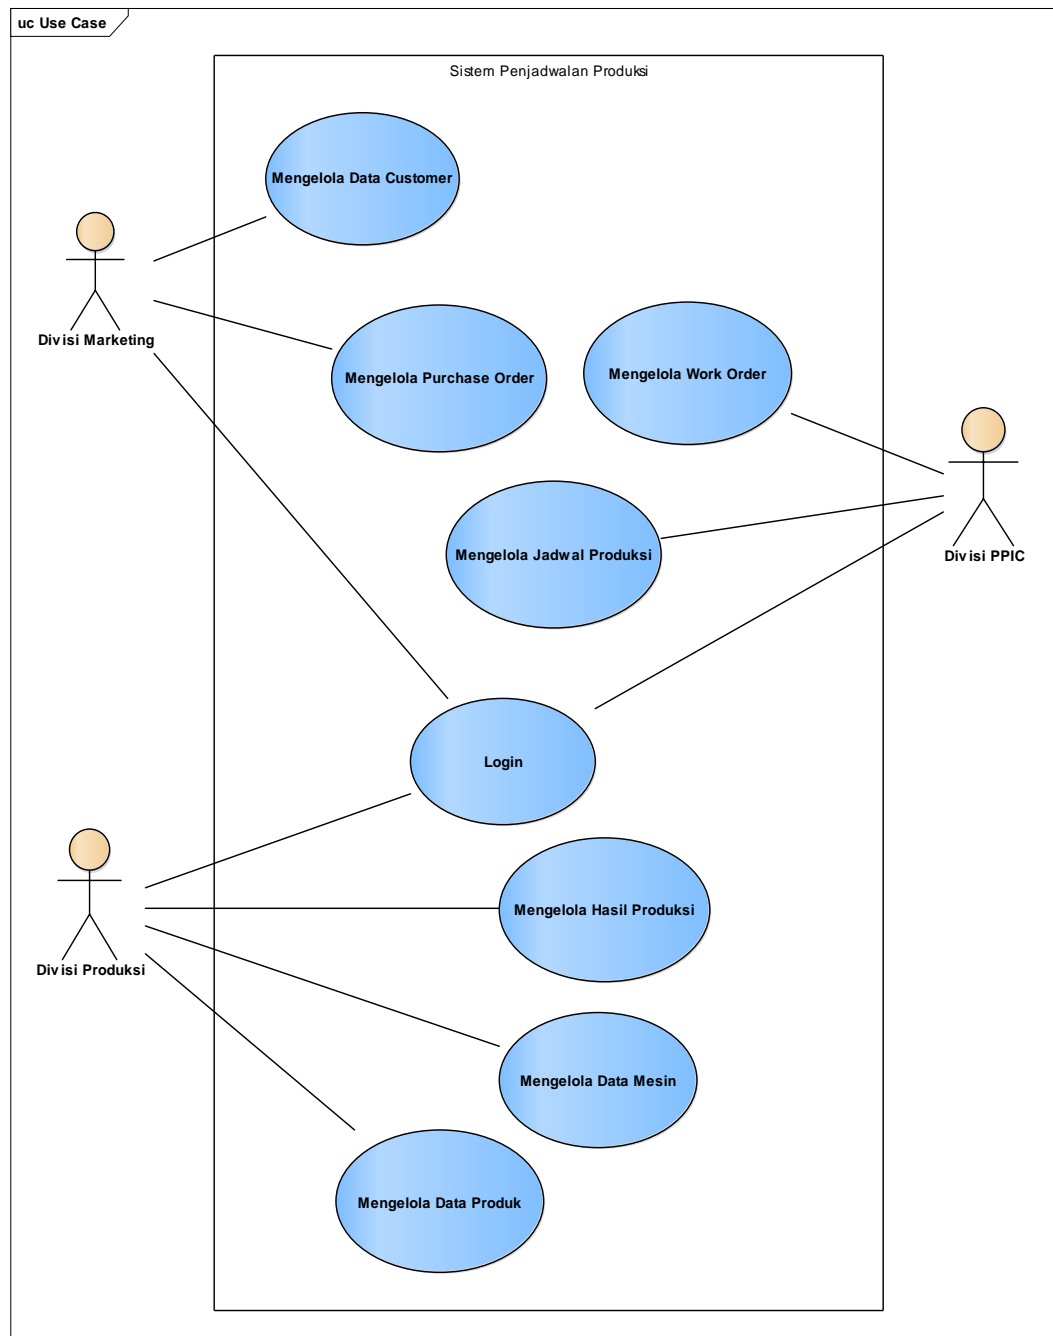 uc Use Case
Sistem Penjadwalan Produksi
Mengelola Data Customer
Divisi Marketing
Mengelola Purchase Order
Mengelola Work Order
Mengelola Jadwal Produksi
Divisi PPIC
Login
Mengelola Hasil Produksi
Divisi Produksi
Mengelola Data Mesin
Mengelola Data Produk